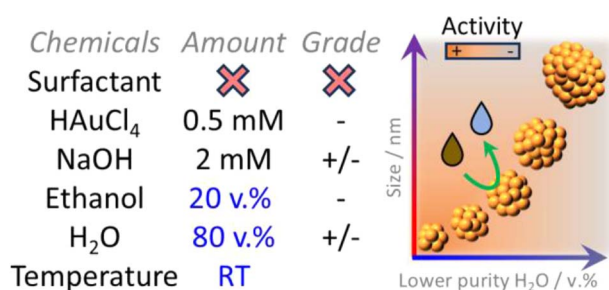 Chemicals Amount Grade
Surfactant
HAuCl₄ 0.5 mM -
NaOH 2 mM +/-
Ethanol 20 v.% -
H₂O 80 v.% +/-
Temperature RT
Activity
+ -
Size / nm
Lower purity H₂O / v.%